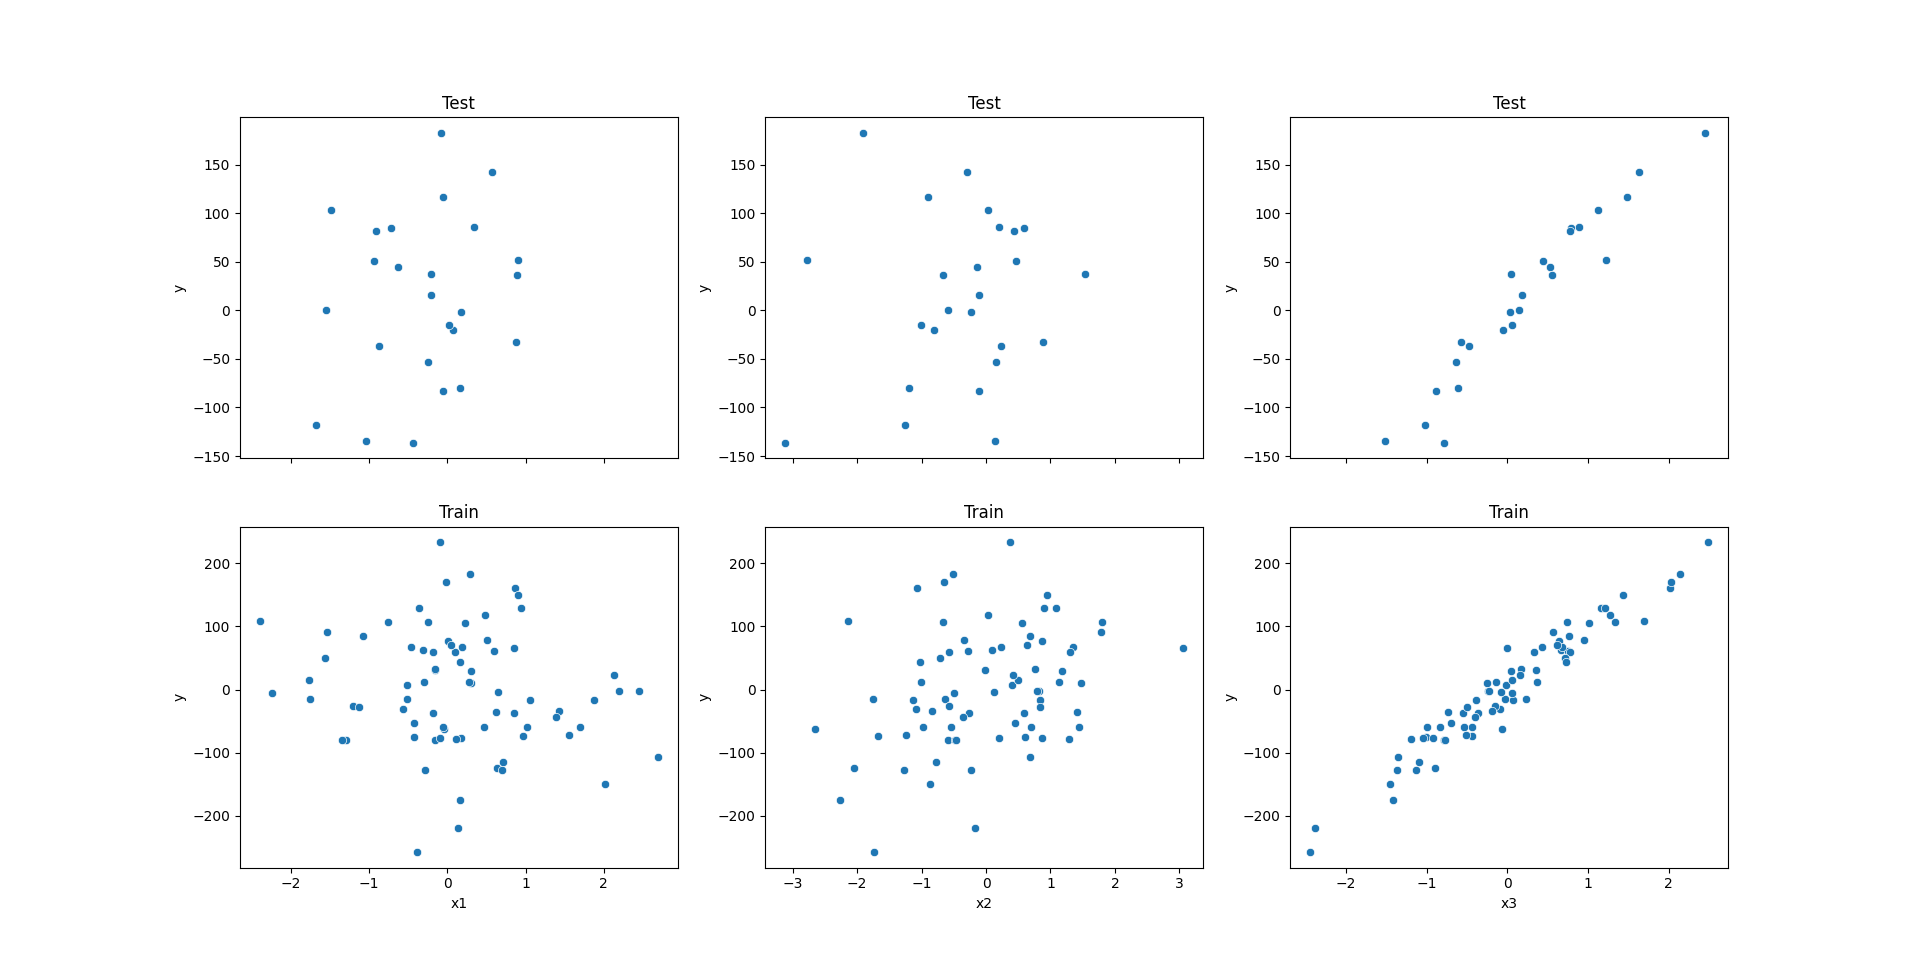 Test Test Test
150 150 150
100 100 100
50 50 50
y 0 y 0 y 0
−50 −50 −50
−100 −100 −100
−150 −150 −150
Train Train Train
200 200 200
100 100 100
y 0 y 0 y 0
−100 −100 −100
−200 −200 −200
−2 −1 0 1 2 −3 −2 −1 0 1 2 3 −2 −1 0 1 2
x1 x2 x3